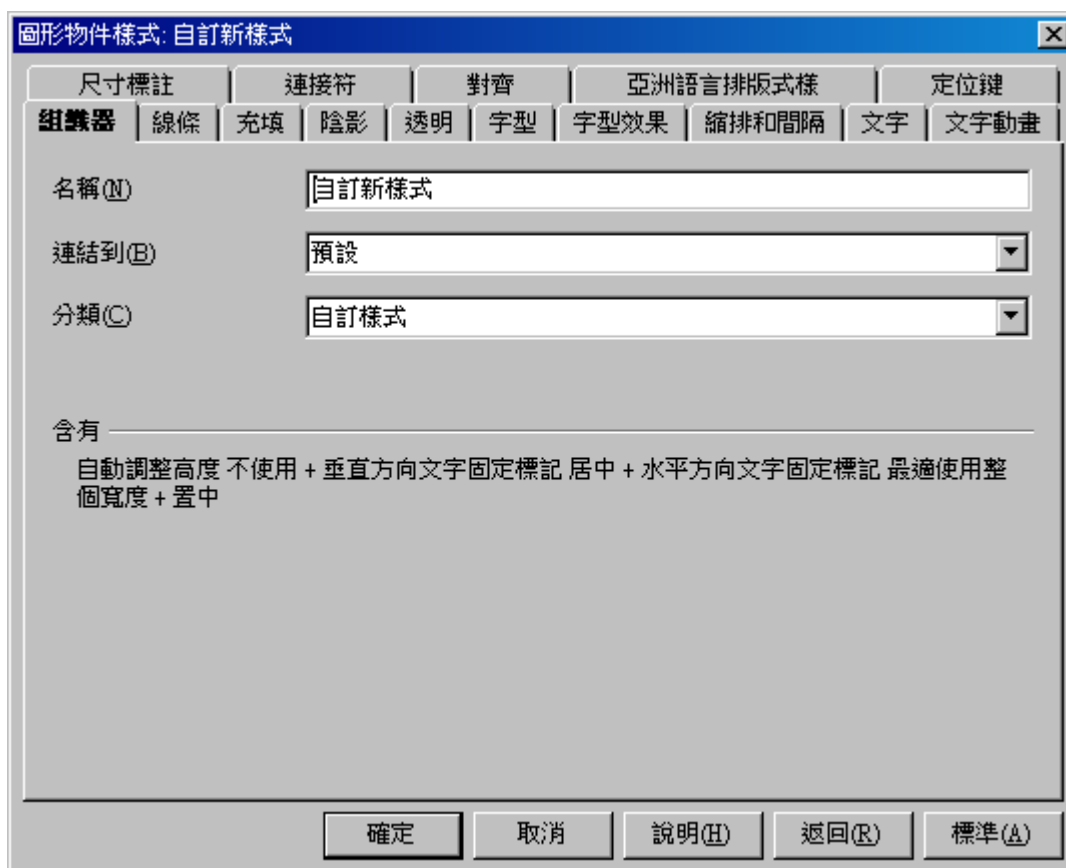 圖形物件樣式: 自訂新樣式
尺寸標註 連接符 對齊 亞洲語言排版式樣 定位鍵
組織器 線條 充填 陰影 透明 字型 字型效果 縮排和間隔 文字 文字動畫
名稱(N) 自訂新樣式
連結到(B) 預設
分類(C) 自訂樣式
含有
自動調整高度 不使用 + 垂直方向文字固定標記 居中 + 水平方向文字固定標記 最適使用整
個寬度 + 置中
確定 取消 說明(H) 返回(R) 標準(A)